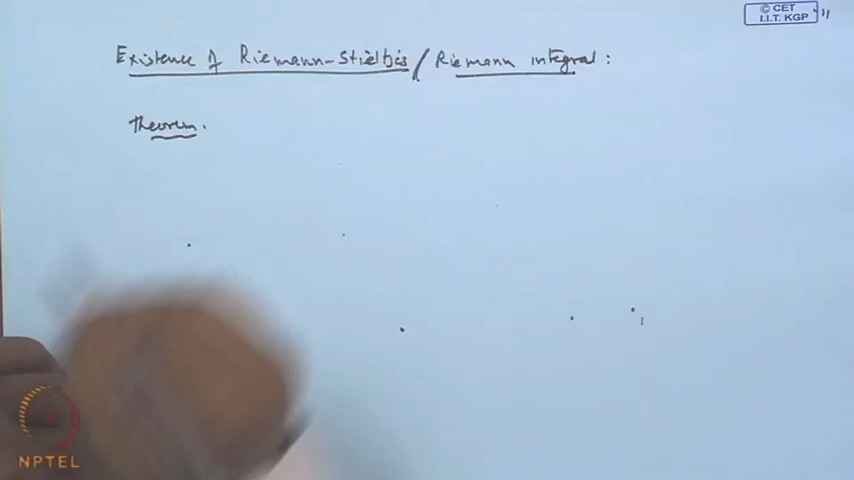 © CET
I.I.T. KGP
Existence of Riemann-Stieltjes / Riemann integral :
Theorem.
NPTEL